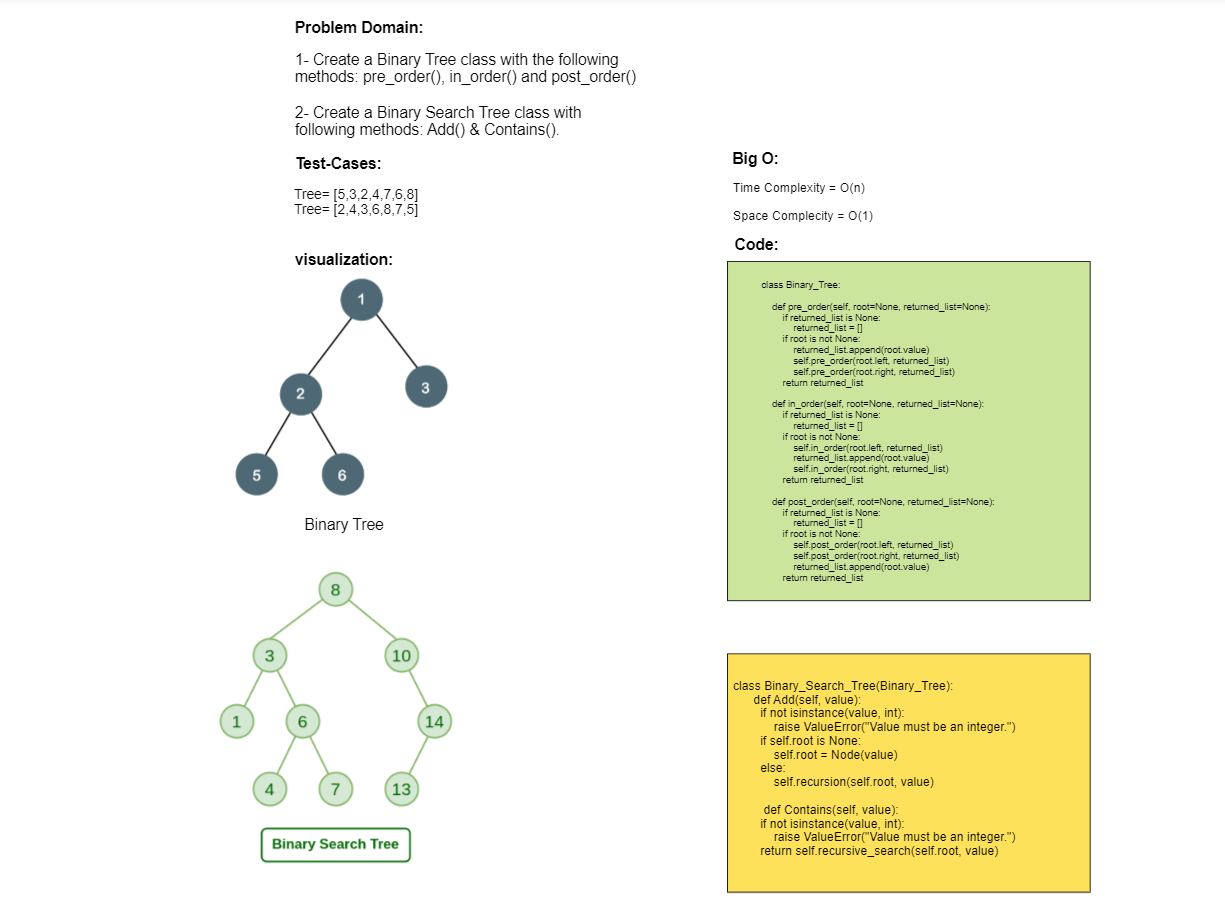 Problem Domain:
1- Create a Binary Tree class with the following
methods: pre_order(), in_order() and post_order()
2- Create a Binary Search Tree class with
following methods: Add() & Contains().
Test-Cases:
Tree= [5,3,2,4,7,6,8]
Tree= [2,4,3,6,8,7,5]
visualization:
1
2
3
5
6
Binary Tree
8
3
10
1
6
14
4
7
13
Binary Search Tree
Big O:
Time Complexity = O(n)
Space Complecity = O(1)
Code:
class Binary_Tree:
def pre_order(self, root=None, returned_list=None):
if returned_list is None:
returned_list = []
if root is not None:
returned_list.append(root.value)
self.pre_order(root.left, returned_list)
self.pre_order(root.right, returned_list)
return returned_list
def in_order(self, root=None, returned_list=None):
if returned_list is None:
returned_list = []
if root is not None:
self.in_order(root.left, returned_list)
returned_list.append(root.value)
self.in_order(root.right, returned_list)
return returned_list
def post_order(self, root=None, returned_list=None):
if returned_list is None:
returned_list = []
if root is not None:
self.post_order(root.left, returned_list)
self.post_order(root.right, returned_list)
returned_list.append(root.value)
return returned_list
class Binary_Search_Tree(Binary_Tree):
def Add(self, value):
if not isinstance(value, int):
raise ValueError("Value must be an integer.")
if self.root is None:
self.root = Node(value)
else:
self.recursion(self.root, value)
def Contains(self, value):
if not isinstance(value, int):
raise ValueError("Value must be an integer.")
return self.recursive_search(self.root, value)